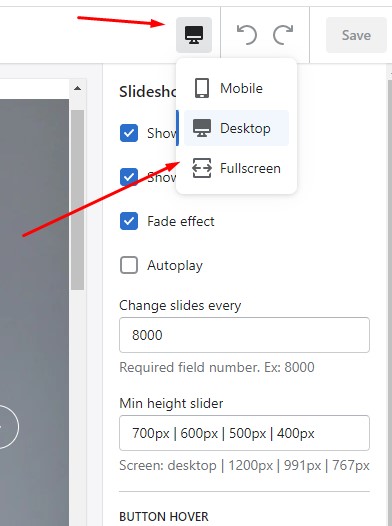 Save
Slidesho
Mobile
Show
Desktop
Show
Fullscreen
Fade effect
Autoplay
Change slides every
8000
Required field number. Ex: 8000
Min height slider
700px | 600px | 500px | 400px
Screen: desktop | 1200px | 991px | 767px
BUTTON HOVER